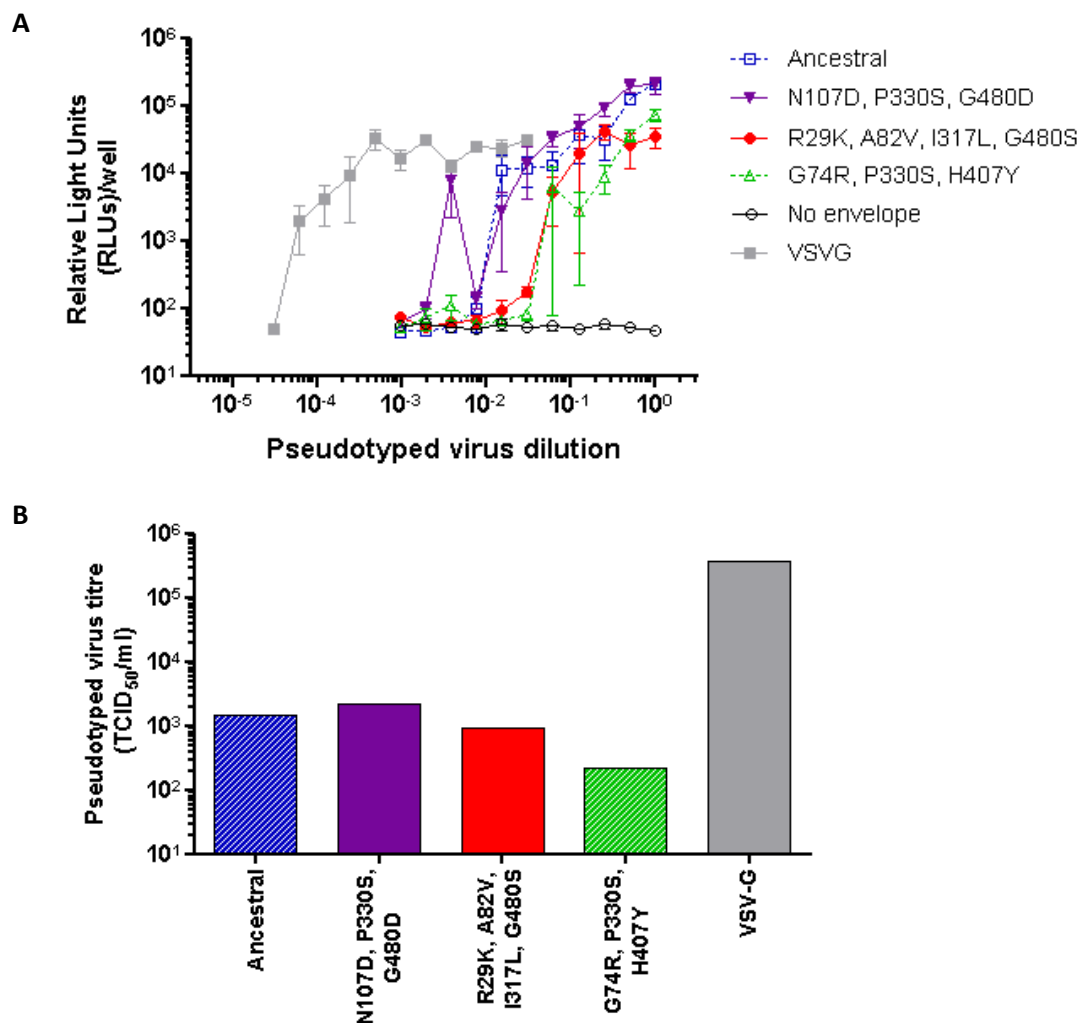 A
Relative Light Units
(RLUs)/well
10⁶
10⁵
10⁴
10³
10²
10¹
10⁻⁵
10⁻⁴
10⁻³
10⁻²
10⁻¹
10⁰
Pseudotyped virus dilution
Ancestral
N107D, P330S, G480D
R29K, A82V, I317L, G480S
G74R, P330S, H407Y
No envelope
VSVG
B
Pseudotyped virus titre
(TCID₅₀/ml)
10⁶
10⁵
10⁴
10³
10²
10¹
Ancestral
N107D, P330S,
G480D
R29K, A82V,
I317L, G480S
G74R, P330S,
H407Y
VSV-G